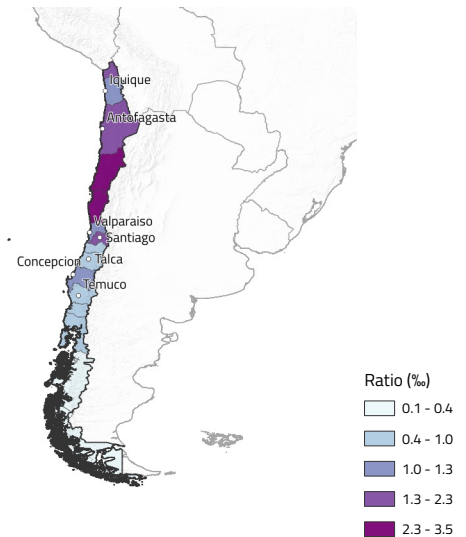 Iquique
Antofagasta
Valparaiso
Santiago
Concepcion
Talca
Temuco
Ratio (‰)
0.1 - 0.4
0.4 - 1.0
1.0 - 1.3
1.3 - 2.3
2.3 - 3.5